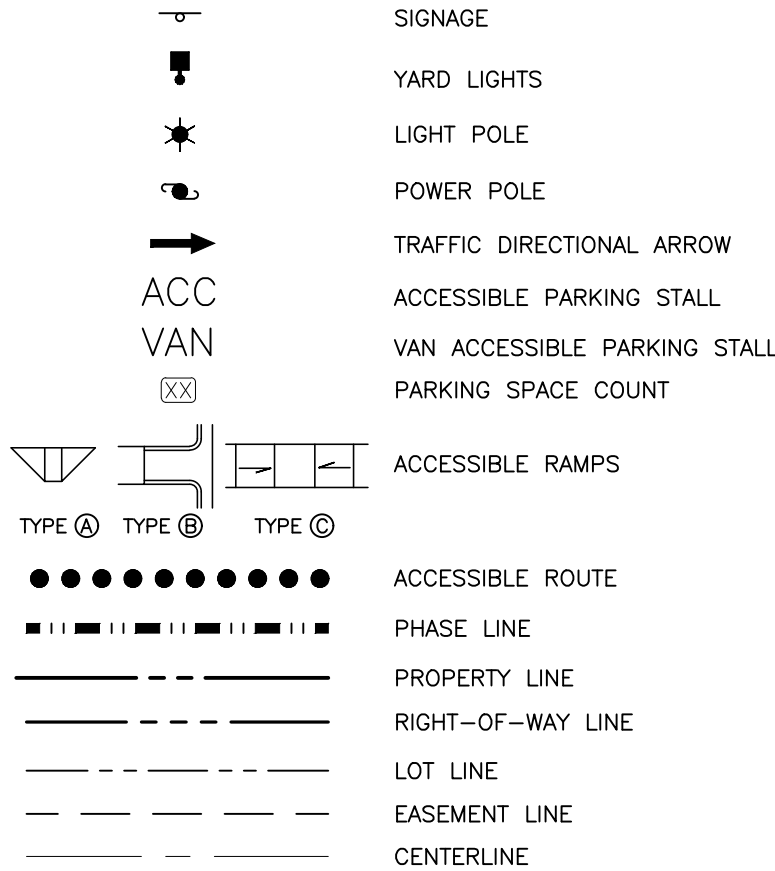 SIGNAGE
YARD LIGHTS
LIGHT POLE
POWER POLE
TRAFFIC DIRECTIONAL ARROW
ACC ACCESSIBLE PARKING STALL
VAN VAN ACCESSIBLE PARKING STALL
XX PARKING SPACE COUNT
ACCESSIBLE RAMPS
TYPE A TYPE B TYPE C
ACCESSIBLE ROUTE
PHASE LINE
PROPERTY LINE
RIGHT-OF-WAY LINE
LOT LINE
EASEMENT LINE
CENTERLINE